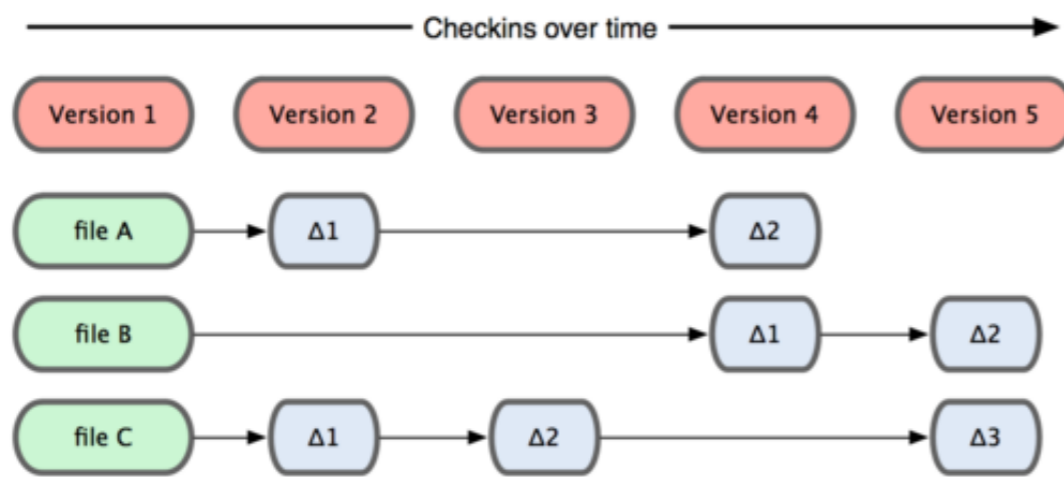 Checkins over time
Version 1 Version 2 Version 3 Version 4 Version 5
file A Δ1 Δ2
file B Δ1 Δ2
file C Δ1 Δ2 Δ3